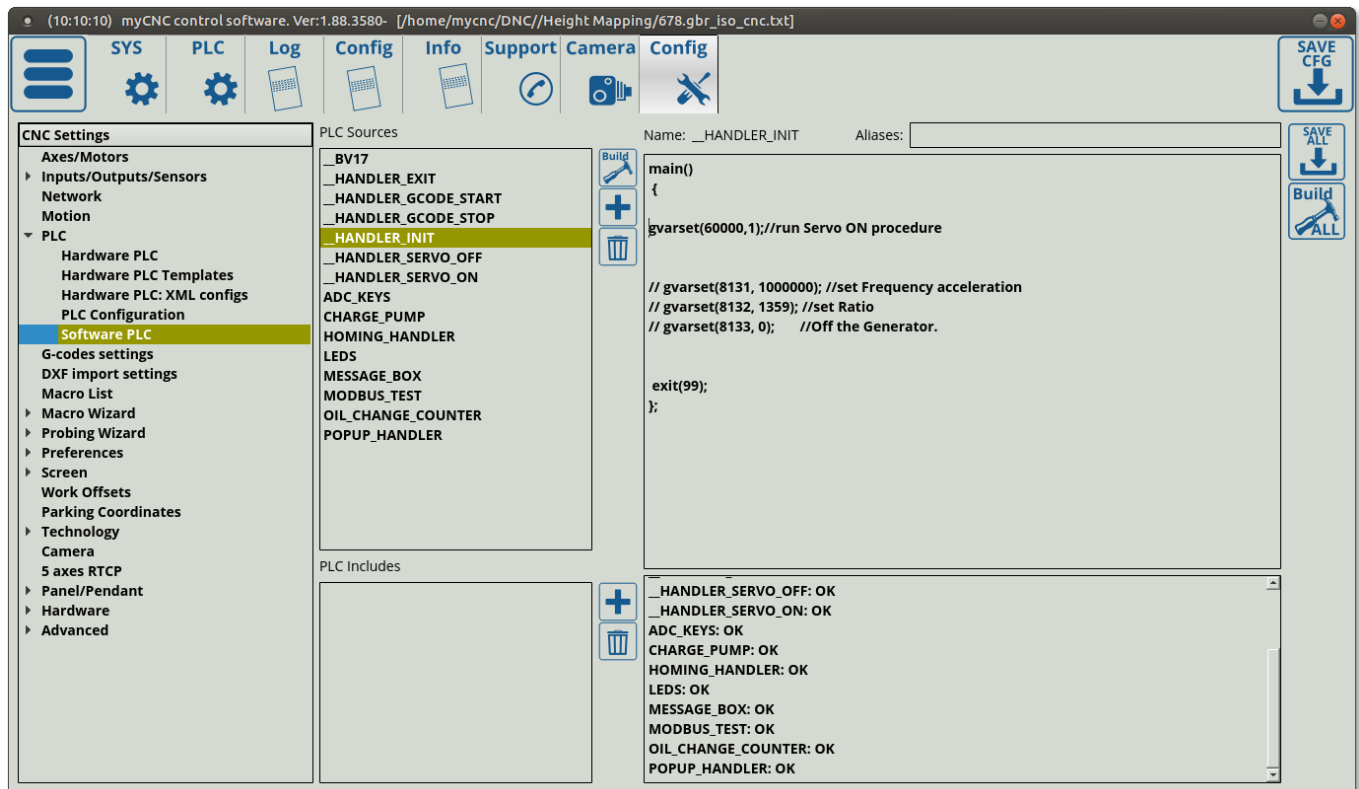 (10:10:10) myCNC control software. Ver:1.88.3580- [/home/mycnc/DNC//Height Mapping/678.gbr_iso_cnc.txt]
SYS
PLC
Log
Config
Info
Support
Camera
Config
SAVE
CFG
CNC Settings
Axes/Motors
Inputs/Outputs/Sensors
Network
Motion
PLC
Hardware PLC
Hardware PLC Templates
Hardware PLC: XML configs
PLC Configuration
Software PLC
G-codes settings
DXF import settings
Macro List
Macro Wizard
Probing Wizard
Preferences
Screen
Work Offsets
Parking Coordinates
Technology
Camera
5 axes RTCP
Panel/Pendant
Hardware
Advanced
PLC Sources
__BV17
__HANDLER_EXIT
__HANDLER_GCODE_START
__HANDLER_GCODE_STOP
__HANDLER_INIT
__HANDLER_SERVO_OFF
__HANDLER_SERVO_ON
ADC_KEYS
CHARGE_PUMP
HOMING_HANDLER
LEDS
MESSAGE_BOX
MODBUS_TEST
OIL_CHANGE_COUNTER
POPUP_HANDLER
Build
PLC Includes
Name: __HANDLER_INIT
Aliases:
main()
{
gvarset(60000,1);//run Servo ON procedure
// gvarset(8131, 1000000); //set Frequency acceleration
// gvarset(8132, 1359); //set Ratio
// gvarset(8133, 0); //Off the Generator.
exit(99);
};
__HANDLER_SERVO_OFF: OK
__HANDLER_SERVO_ON: OK
ADC_KEYS: OK
CHARGE_PUMP: OK
HOMING_HANDLER: OK
LEDS: OK
MESSAGE_BOX: OK
MODBUS_TEST: OK
OIL_CHANGE_COUNTER: OK
POPUP_HANDLER: OK
SAVE
ALL
Build
ALL